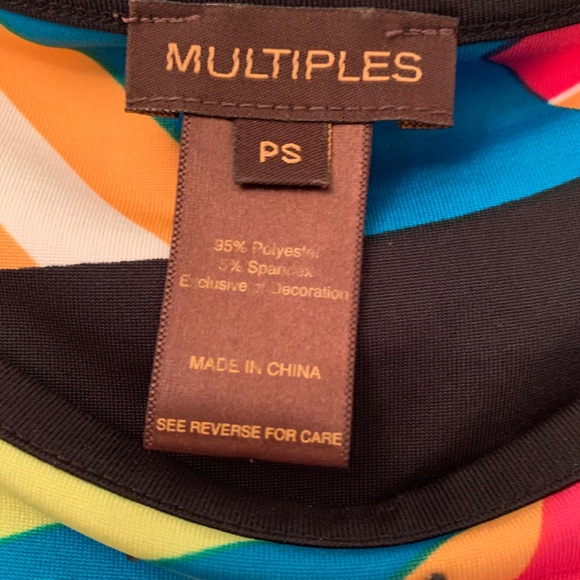 MULTIPLES
PS
95% Polyester
5% Spandex
Exclusive of Decoration
MADE IN CHINA
SEE REVERSE FOR CARE